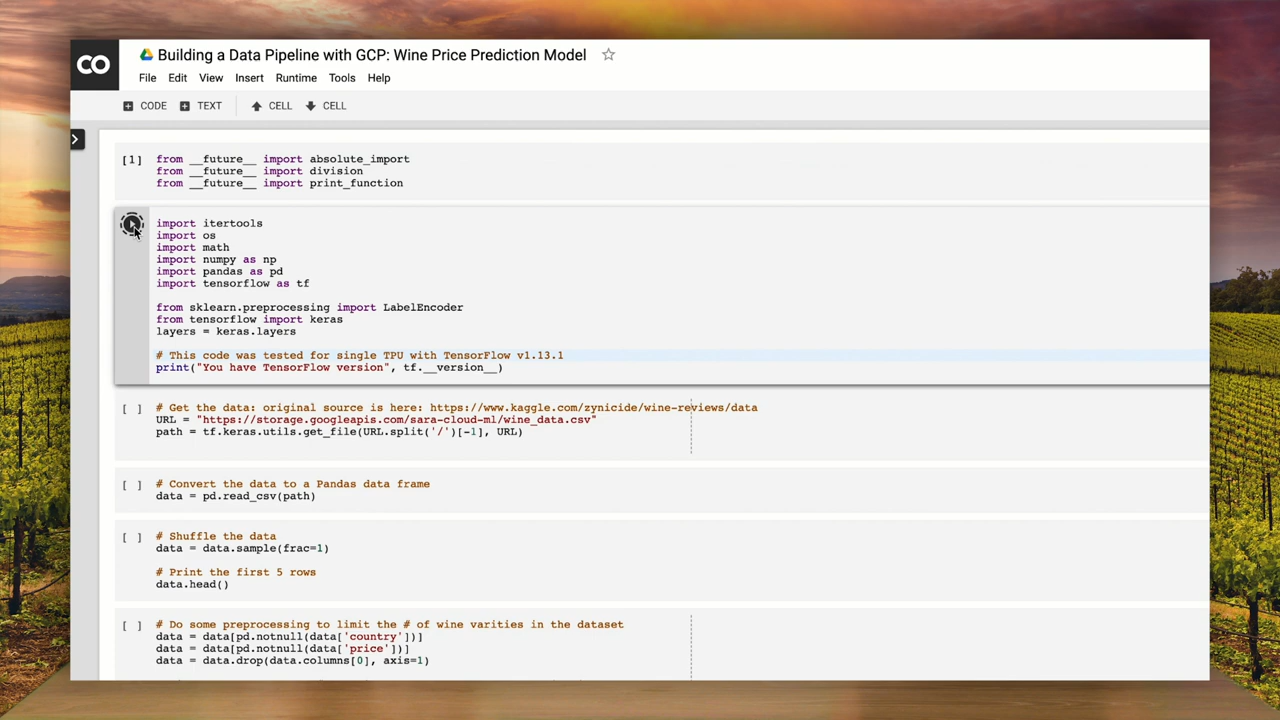 CO
Building a Data Pipeline with GCP: Wine Price Prediction Model
File Edit View Insert Runtime Tools Help
CODE TEXT CELL CELL
[1] from __future__ import absolute_import
from __future__ import division
from __future__ import print_function
import itertools
import os
import math
import numpy as np
import pandas as pd
import tensorflow as tf
from sklearn.preprocessing import LabelEncoder
from tensorflow import keras
layers = keras.layers
# This code was tested for single TPU with TensorFlow v1.13.1
print("You have TensorFlow version", tf.__version__)
[ ] # Get the data: original source is here: https://www.kaggle.com/zynicide/wine-reviews/data
URL = "https://storage.googleapis.com/sara-cloud-ml/wine_data.csv"
path = tf.keras.utils.get_file(URL.split('/')[-1], URL)
[ ] # Convert the data to a Pandas data frame
data = pd.read_csv(path)
[ ] # Shuffle the data
data = data.sample(frac=1)
# Print the first 5 rows
data.head()
[ ] # Do some preprocessing to limit the # of wine varities in the dataset
data = data[pd.notnull(data['country'])]
data = data[pd.notnull(data['price'])]
data = data.drop(data.columns[0], axis=1)